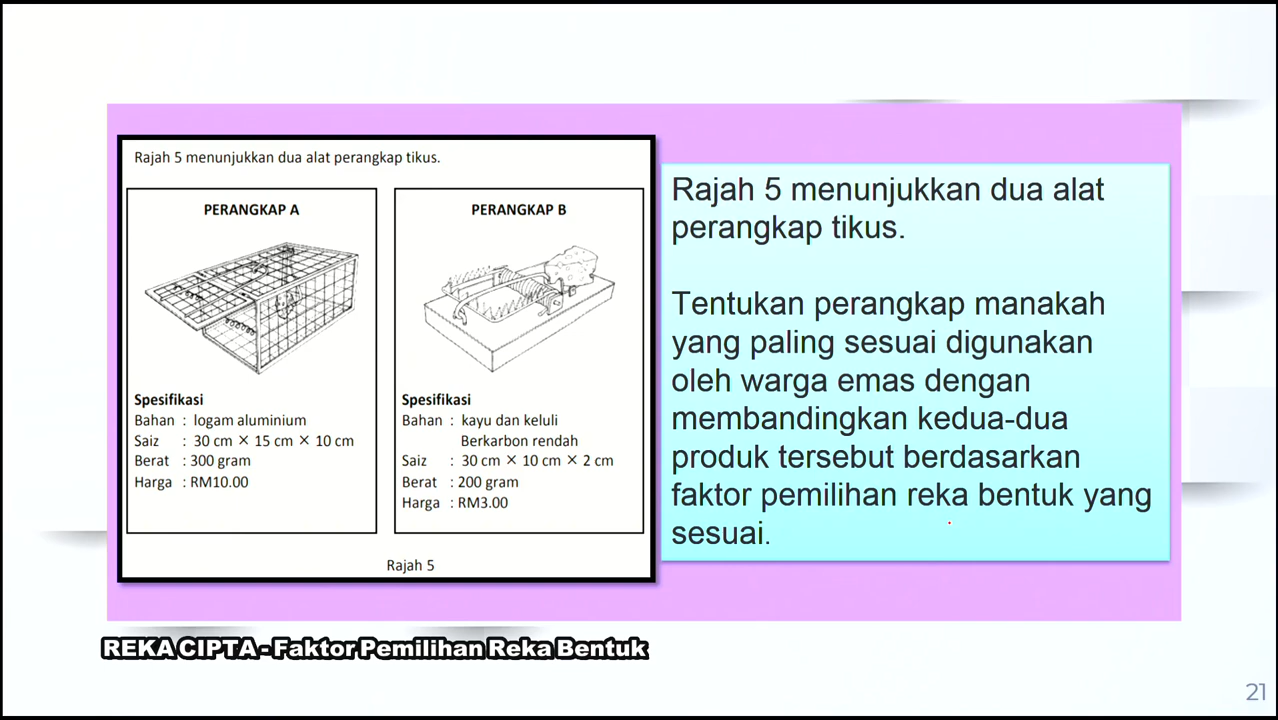 Rajah 5 menunjukkan dua alat perangkap tikus.
PERANGKAP A
Spesifikasi
Bahan : logam aluminium
Saiz : 30 cm × 15 cm × 10 cm
Berat : 300 gram
Harga : RM10.00
PERANGKAP B
Spesifikasi
Bahan : kayu dan keluli
Berkarbon rendah
Saiz : 30 cm × 10 cm × 2 cm
Berat : 200 gram
Harga : RM3.00
Rajah 5
Rajah 5 menunjukkan dua alat
perangkap tikus.
Tentukan perangkap manakah
yang paling sesuai digunakan
oleh warga emas dengan
membandingkan kedua-dua
produk tersebut berdasarkan
faktor pemilihan reka bentuk yang
sesuai.
REKA CIPTA - Faktor Pemilihan Reka Bentuk
21